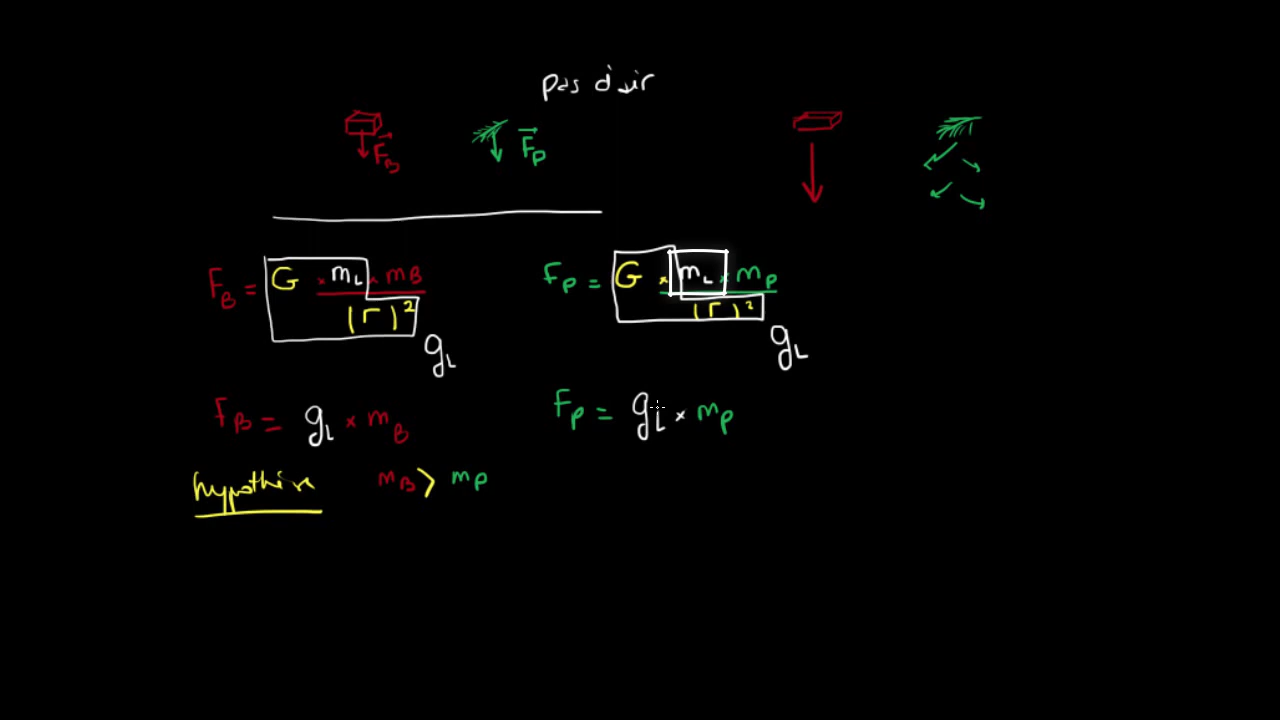 pas d'air
F_B F_P
F_B = G × m_L × m_B / (r)² F_P = G × m_L × m_P / (r)²
g_L g_L
F_B = g_L × m_B F_P = g_L × m_P
hypothèse m_B > m_P